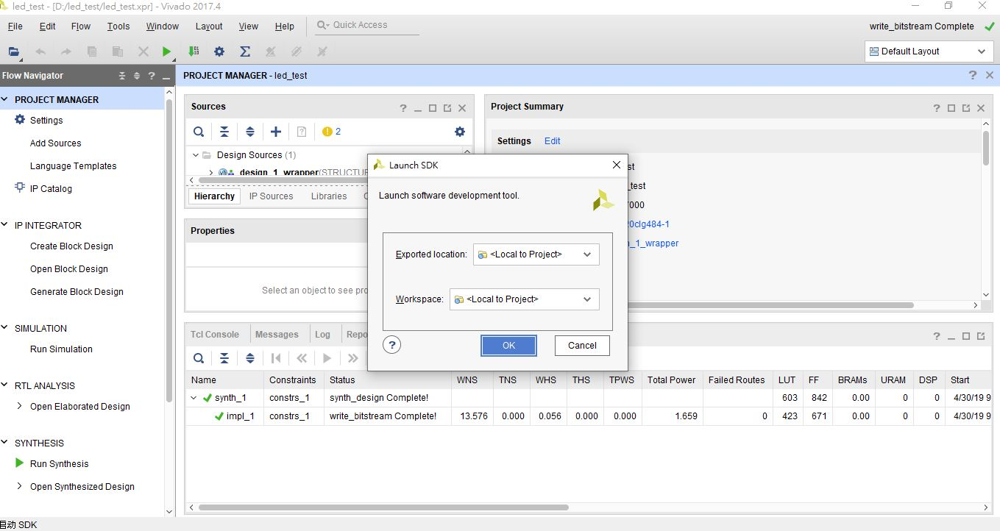 led_test - [D:/led_test/led_test.xpr] - Vivado 2017.4
File Edit Flow Tools Window Layout View Help Quick Access write_bitstream Complete
Default Layout
Flow Navigator
PROJECT MANAGER - led_test
PROJECT MANAGER
Settings
Add Sources
Language Templates
IP Catalog
IP INTEGRATOR
Create Block Design
Open Block Design
Generate Block Design
SIMULATION
Run Simulation
RTL ANALYSIS
Open Elaborated Design
SYNTHESIS
Run Synthesis
Open Synthesized Design
Sources
2
Design Sources (1)
design_1_wrapper(STRUCTUR
Hierarchy IP Sources Libraries
Properties
Select an object to see pro
Project Summary
Settings Edit
st
_test
000
20clg484-1
_1_wrapper
Launch SDK
Launch software development tool.
Exported location: <Local to Project>
Workspace: <Local to Project>
? OK Cancel
Tcl Console Messages Log Repo
Name Constraints Status WNS TNS WHS THS TPWS Total Power Failed Routes LUT FF BRAMs URAM DSP Start
synth_1 constrs_1 synth_design Complete! 603 842 0.00 0 0 4/30/19 9
impl_1 constrs_1 write_bitstream Complete! 13.576 0.000 0.056 0.000 0.000 1.659 0 423 671 0.00 0 0 4/30/19 9
启动 SDK